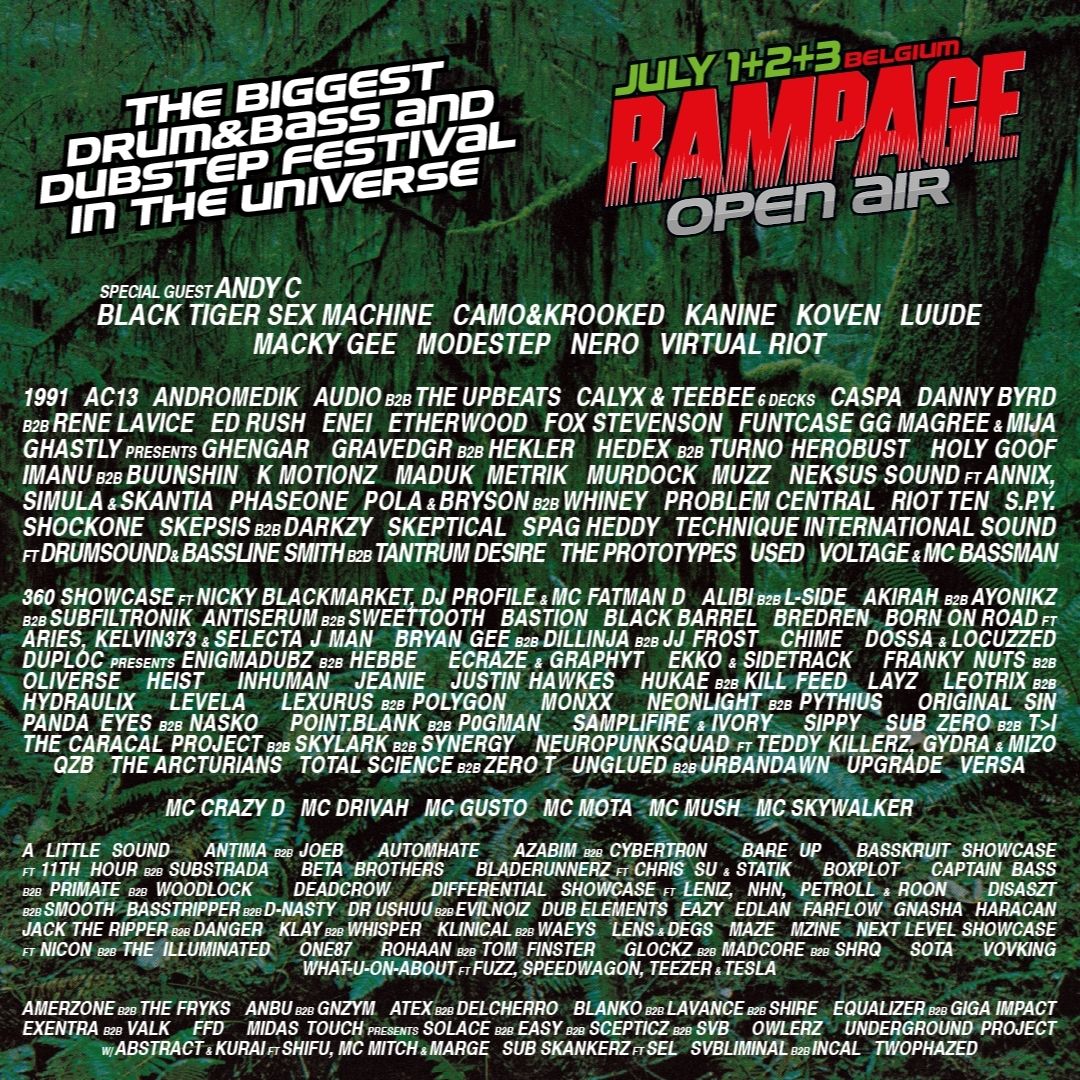 THE BIGGEST
DRUM&BASS AND
DUBSTEP FESTIVAL
IN THE UNIVERSE
JULY 1+2+3 BELGIUM
RAMPAGE
OPEN AIR
SPECIAL GUEST ANDY C
BLACK TIGER SEX MACHINE CAMO&KROOKED KANINE KOVEN LUUDE
MACKY GEE MODESTEP NERO VIRTUAL RIOT
1991 AC13 ANDROMEDIK AUDIO B2B THE UPBEATS CALYX & TEEBEE 6 DECKS CASPA DANNY BYRD
B2B RENE LAVICE ED RUSH ENEI ETHERWOOD FOX STEVENSON FUNTCASE GG MAGREE & MIJA
GHASTLY PRESENTS GHENGAR GRAVEDGR B2B HEKLER HEDEX B2B TURNO HEROBUST HOLY GOOF
IMANU B2B BUUNSHIN K MOTIONZ MADUK METRIK MURDOCK MUZZ NEKSUS SOUND FT ANNIX,
SIMULA & SKANTIA PHASEONE POLA & BRYSON B2B WHINEY PROBLEM CENTRAL RIOT TEN S.P.Y.
SHOCKONE SKEPSIS B2B DARKZY SKEPTICAL SPAG HEDDY TECHNIQUE INTERNATIONAL SOUND
FT DRUMSOUND& BASSLINE SMITH B2B TANTRUM DESIRE THE PROTOTYPES USED VOLTAGE & MC BASSMAN
360 SHOWCASE FT NICKY BLACKMARKET, DJ PROFILE & MC FATMAN D ALIBI B2B L-SIDE AKIRAH B2B AYONIKZ
B2B SUBFILTRONIK ANTISERUM B2B SWEETTOOTH BASTION BLACK BARREL BREDREN BORN ON ROAD FT
ARIES, KELVIN373 & SELECTA J MAN BRYAN GEE B2B DILLINJA B2B JJ FROST CHIME DOSSA & LOCUZZED
DUPLOC PRESENTS ENIGMADUBZ B2B HEBBE ECRAZE & GRAPHYT EKKO & SIDETRACK FRANKY NUTS B2B
OLIVERSE HEIST INHUMAN JEANIE JUSTIN HAWKES HUKAE B2B KILL FEED LAYZ LEOTRIX B2B
HYDRAULIX LEVELA LEXURUS B2B POLYGON MONXX NEONLIGHT B2B PYTHIUS ORIGINAL SIN
PANDA EYES B2B NASKO POINT.BLANK B2B P0GMAN SAMPLIFIRE & IVORY SIPPY SUB ZERO B2B T>I
THE CARACAL PROJECT B2B SKYLARK B2B SYNERGY NEUROPUNKSQUAD FT TEDDY KILLERZ, GYDRA & MIZO
QZB THE ARCTURIANS TOTAL SCIENCE B2B ZERO T UNGLUED B2B URBANDAWN UPGRADE VERSA
MC CRAZY D MC DRIVAH MC GUSTO MC MOTA MC MUSH MC SKYWALKER
A LITTLE SOUND ANTIMA B2B JOEB AUTOMHATE AZABIM B2B CYBERTR0N BARE UP BASSKRUIT SHOWCASE
FT 11TH HOUR B2B SUBSTRADA BETA BROTHERS BLADERUNNERZ FT CHRIS SU & STATIK BOXPLOT CAPTAIN BASS
B2B PRIMATE B2B WOODLOCK DEADCROW DIFFERENTIAL SHOWCASE FT LENIZ, NHN, PETROLL & ROON DISASZT
B2B SMOOTH BASSTRIPPER B2B D-NASTY DR USHUU B2B EVILNOIZ DUB ELEMENTS EAZY EDLAN FARFLOW GNASHA HARACAN
JACK THE RIPPER B2B DANGER KLAY B2B WHISPER KLINICAL B2B WAEYS LENS & DEGS MAZE MZINE NEXT LEVEL SHOWCASE
FT NICON B2B THE ILLUMINATED ONE87 ROHAAN B2B TOM FINSTER GLOCKZ B2B MADCORE B2B SHRQ SOTA VOVKING
WHAT-U-ON-ABOUT FT FUZZ, SPEEDWAGON, TEEZER & TESLA
AMERZONE B2B THE FRYKS ANBU B2B GNZYM ATEX B2B DELCHERRO BLANKO B2B LAVANCE B2B SHIRE EQUALIZER B2B GIGA IMPACT
EXENTRA B2B VALK FFD MIDAS TOUCH PRESENTS SOLACE B2B EASY B2B SCEPTICZ B2B SVB OWLERZ UNDERGROUND PROJECT
W/ ABSTRACT & KURAI FT SHIFU, MC MITCH & MARGE SUB SKANKERZ FT SEL SVBLIMINAL B2B INCAL TWOPHAZED